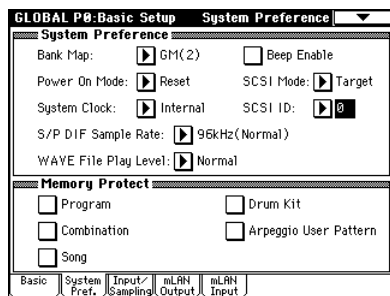 GLOBAL P0:Basic Setup System Preference
System Preference
Bank Map: GM(2) Beep Enable
Power On Mode: Reset SCSI Mode: Target
System Clock: Internal SCSI ID: 0
S/P DIF Sample Rate: 96kHz(Normal)
WAVE File Play Level: Normal
Memory Protect
Program Drum Kit
Combination Arpeggio User Pattern
Song
Basic System Pref. Input/Sampling mLAN Output mLAN Input